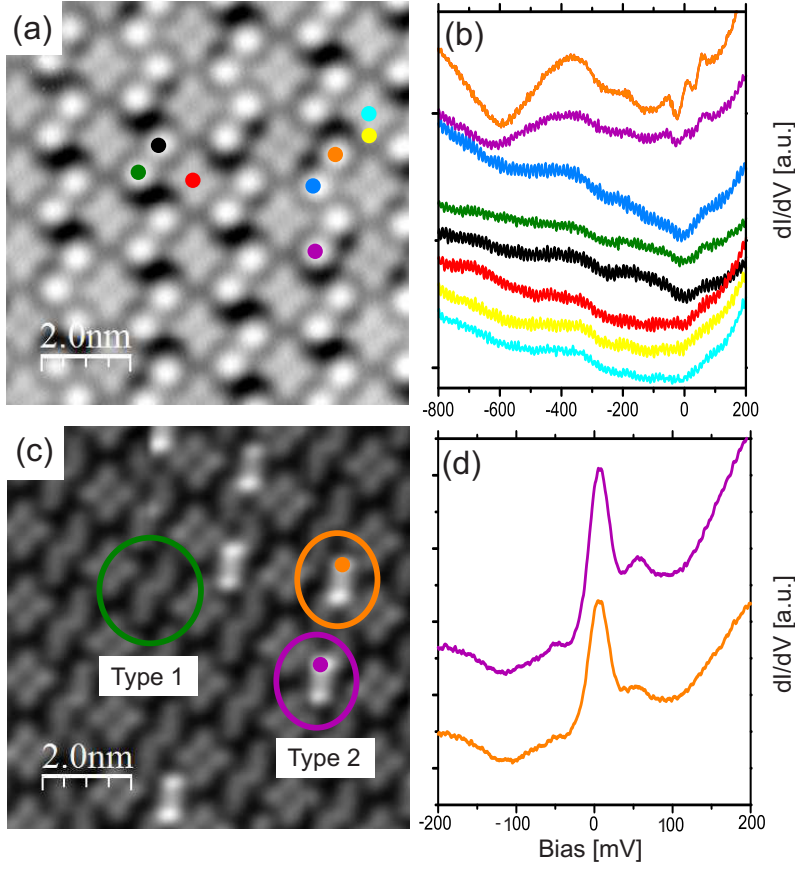 (a)
2.0nm
(b)
-800 -600 -400 -200 0 200
dI/dV [a.u.]
(c)
Type 1
Type 2
2.0nm
(d)
-200 -100 0 100 200
Bias [mV]
dI/dV [a.u.]